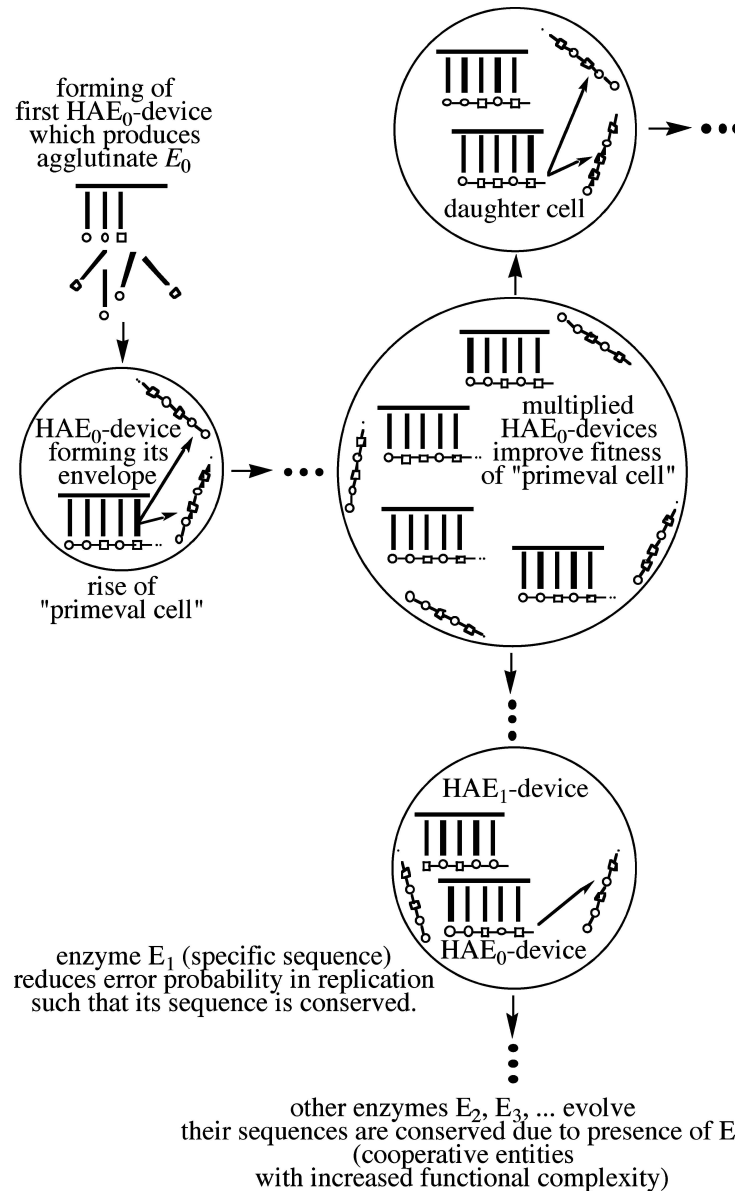 forming of
first HAE₀-device
which produces
agglutinate E₀
daughter cell
HAE₀-device
forming its
envelope
rise of
"primeval cell"
multiplied
HAE₀-devices
improve fitness
of "primeval cell"
HAE₁-device
HAE₀-device
enzyme E₁ (specific sequence)
reduces error probability in replication
such that its sequence is conserved.
other enzymes E₂, E₃, ... evolve
their sequences are conserved due to presence of E
(cooperative entities
with increased functional complexity)